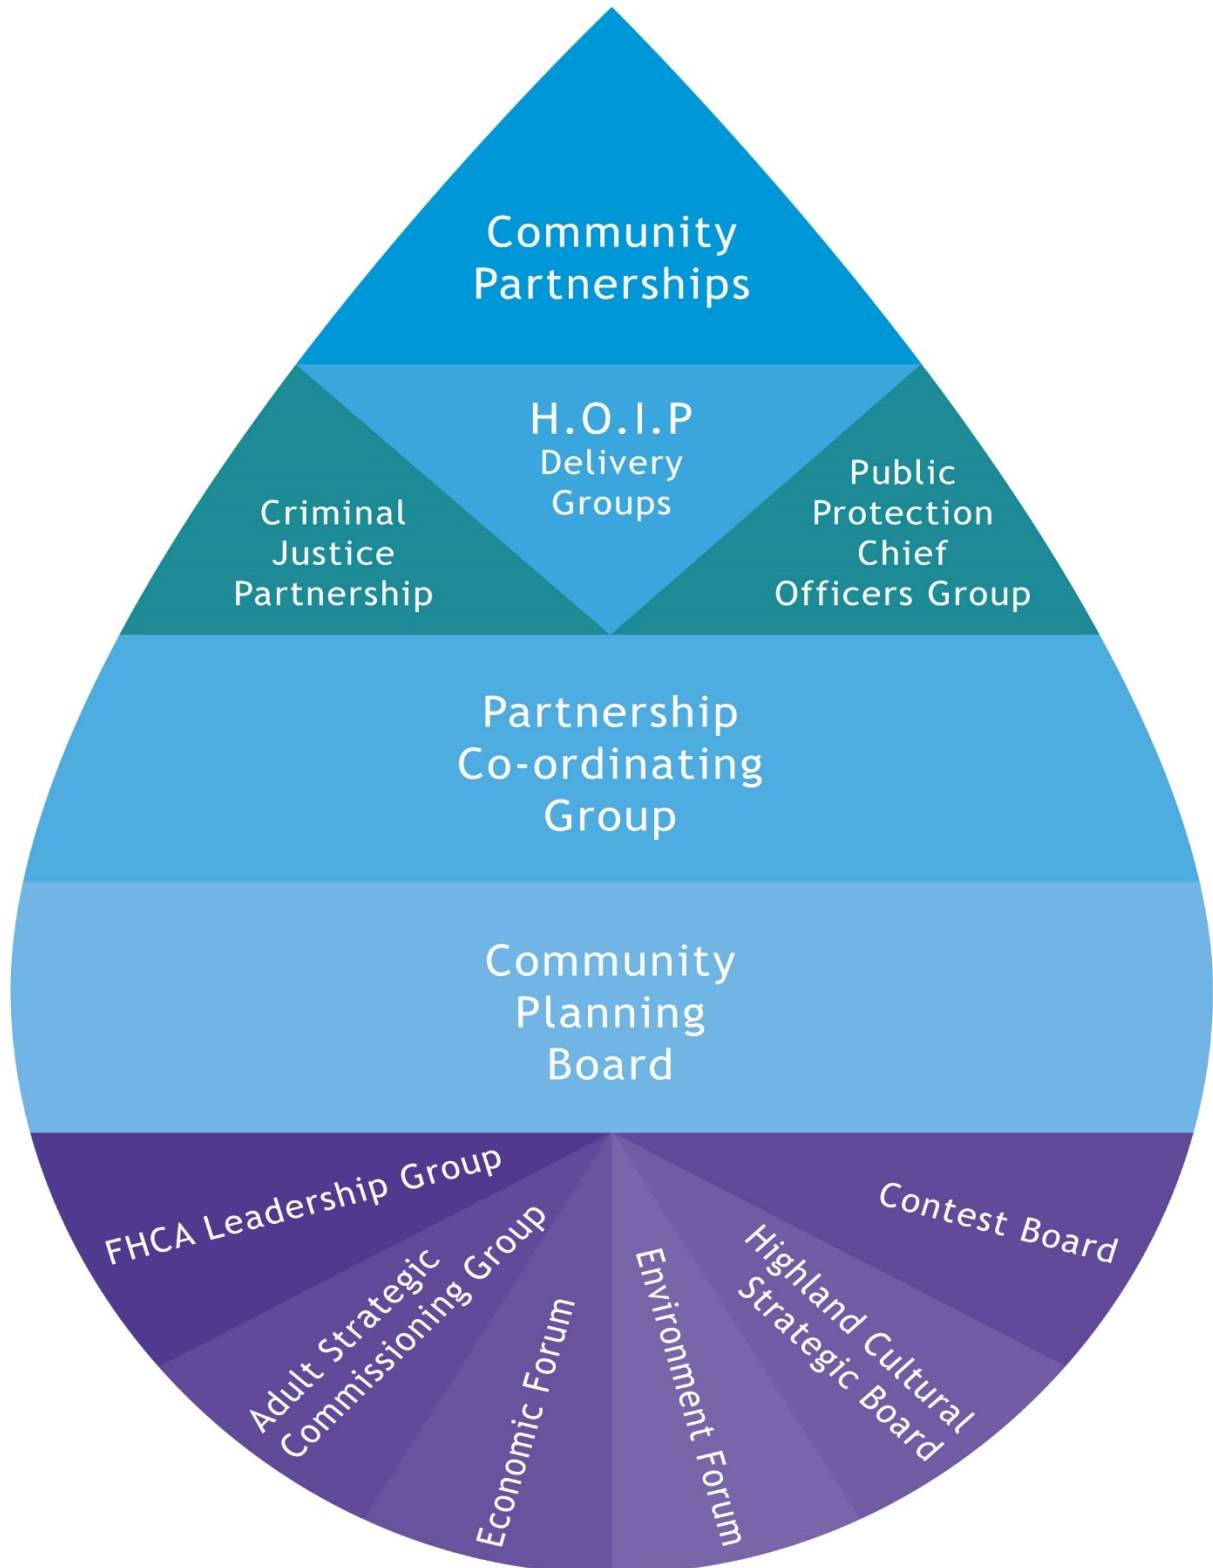 Community
Partnerships
H.O.I.P
Delivery
Groups
Criminal
Justice
Partnership
Public
Protection
Chief
Officers Group
Partnership
Co-ordinating
Group
Community
Planning
Board
FHCA Leadership Group
Adult Strategic
Commissioning Group
Economic Forum
Environment Forum
Highland Cultural
Strategic Board
Contest Board